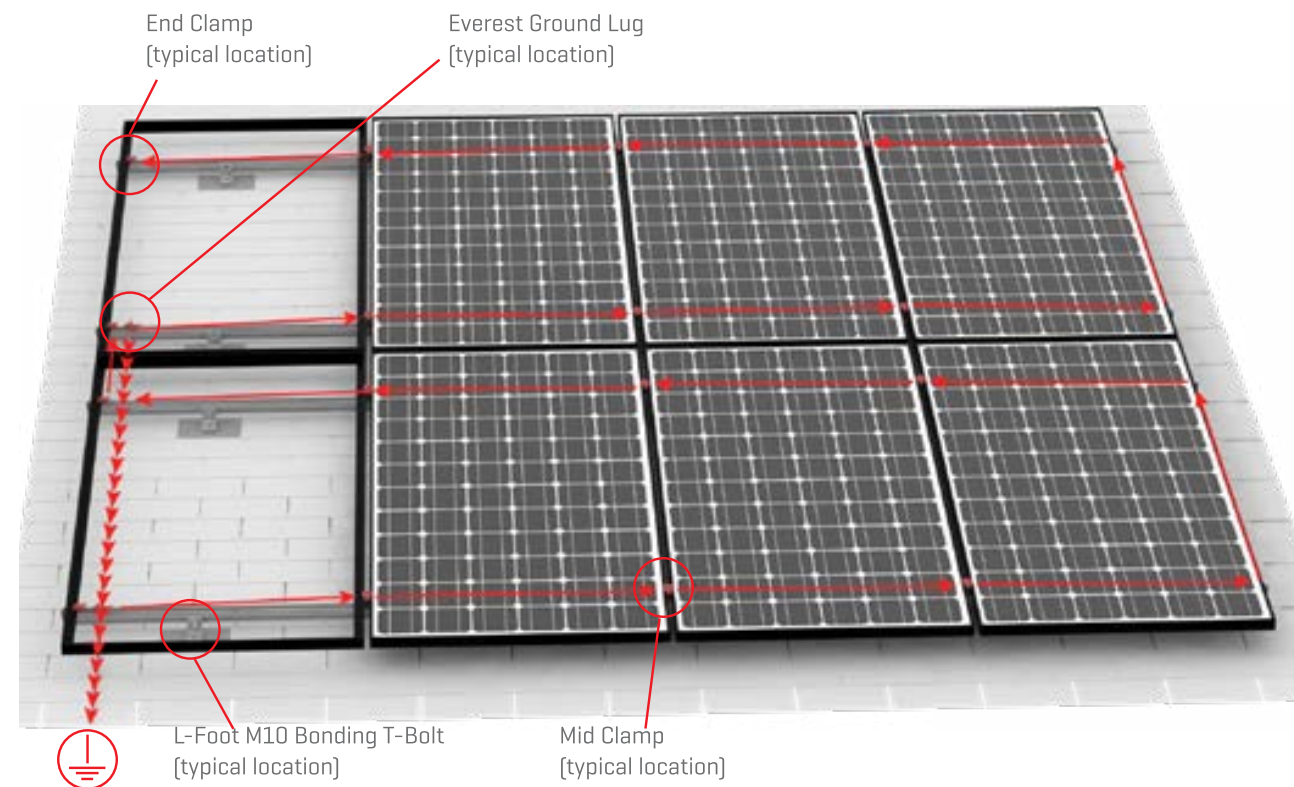 End Clamp
(typical location)
Everest Ground Lug
(typical location)
L-Foot M10 Bonding T-Bolt
(typical location)
Mid Clamp
(typical location)